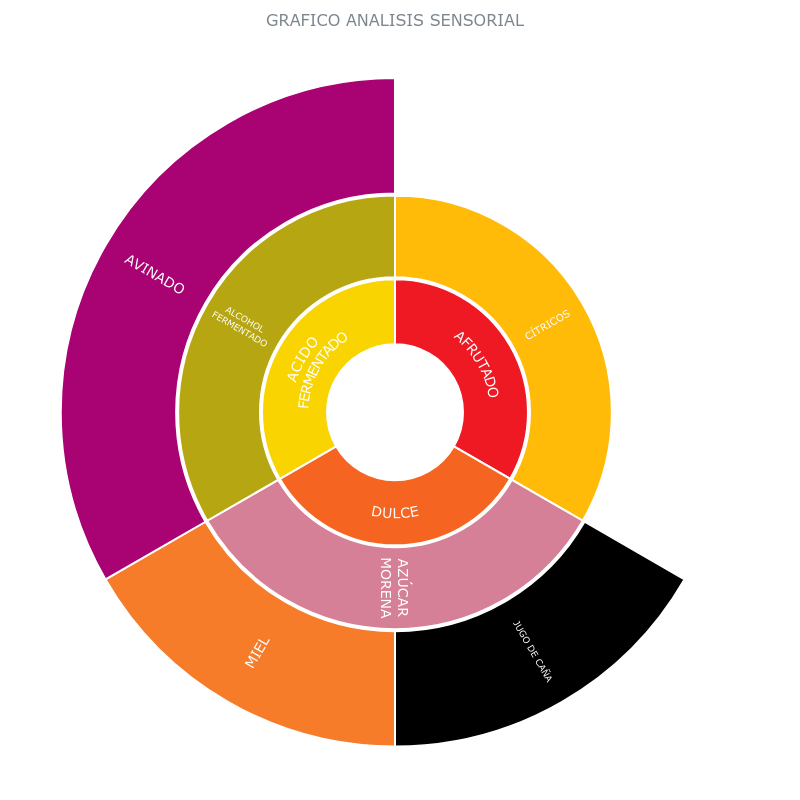 GRAFICO ANALISIS SENSORIAL
AVINADO
ALCOHOL
FERMENTADO
ACIDO
FERMENTADO
AFRUTADO
CÍTRICOS
DULCE
AZÚCAR
MORENA
MIEL
JUGO DE CAÑA